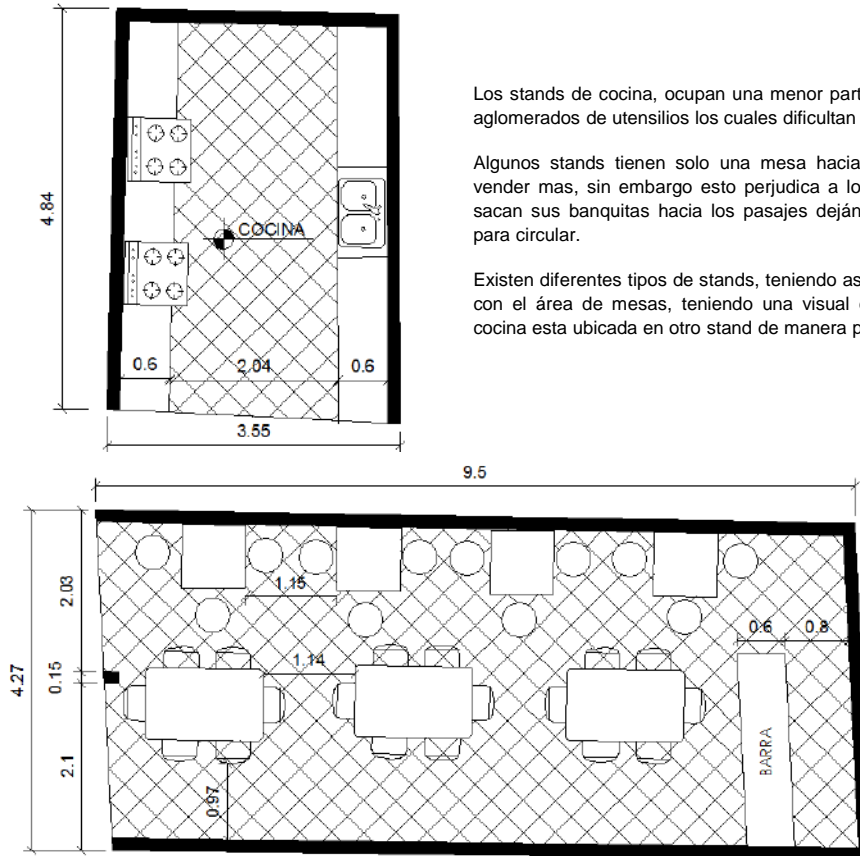 4.84
COCINA
0.6
2.04
0.6
3.55
Los stands de cocina, ocupan una menor part
aglomerados de utensilios los cuales dificultan
Algunos stands tienen solo una mesa hacia
vender mas, sin embargo esto perjudica a lo
sacan sus banquitas hacia los pasajes deján
para circular.
Existen diferentes tipos de stands, teniendo as
con el área de mesas, teniendo una visual
cocina esta ubicada en otro stand de manera p
9.5
4.27
2.03
0.15
2.1
1.15
1.14
0.97
0.6
0.8
BARRA